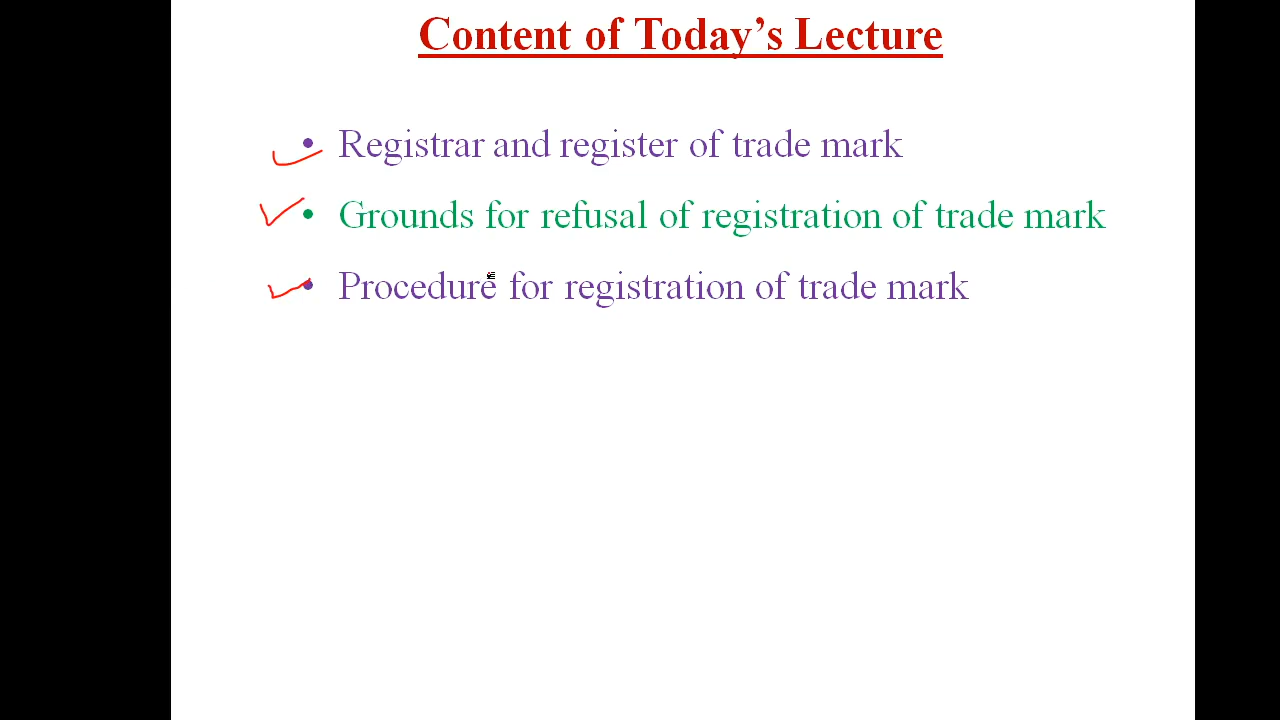 Content of Today's Lecture
• Registrar and register of trade mark
• Grounds for refusal of registration of trade mark
• Procedure for registration of trade mark